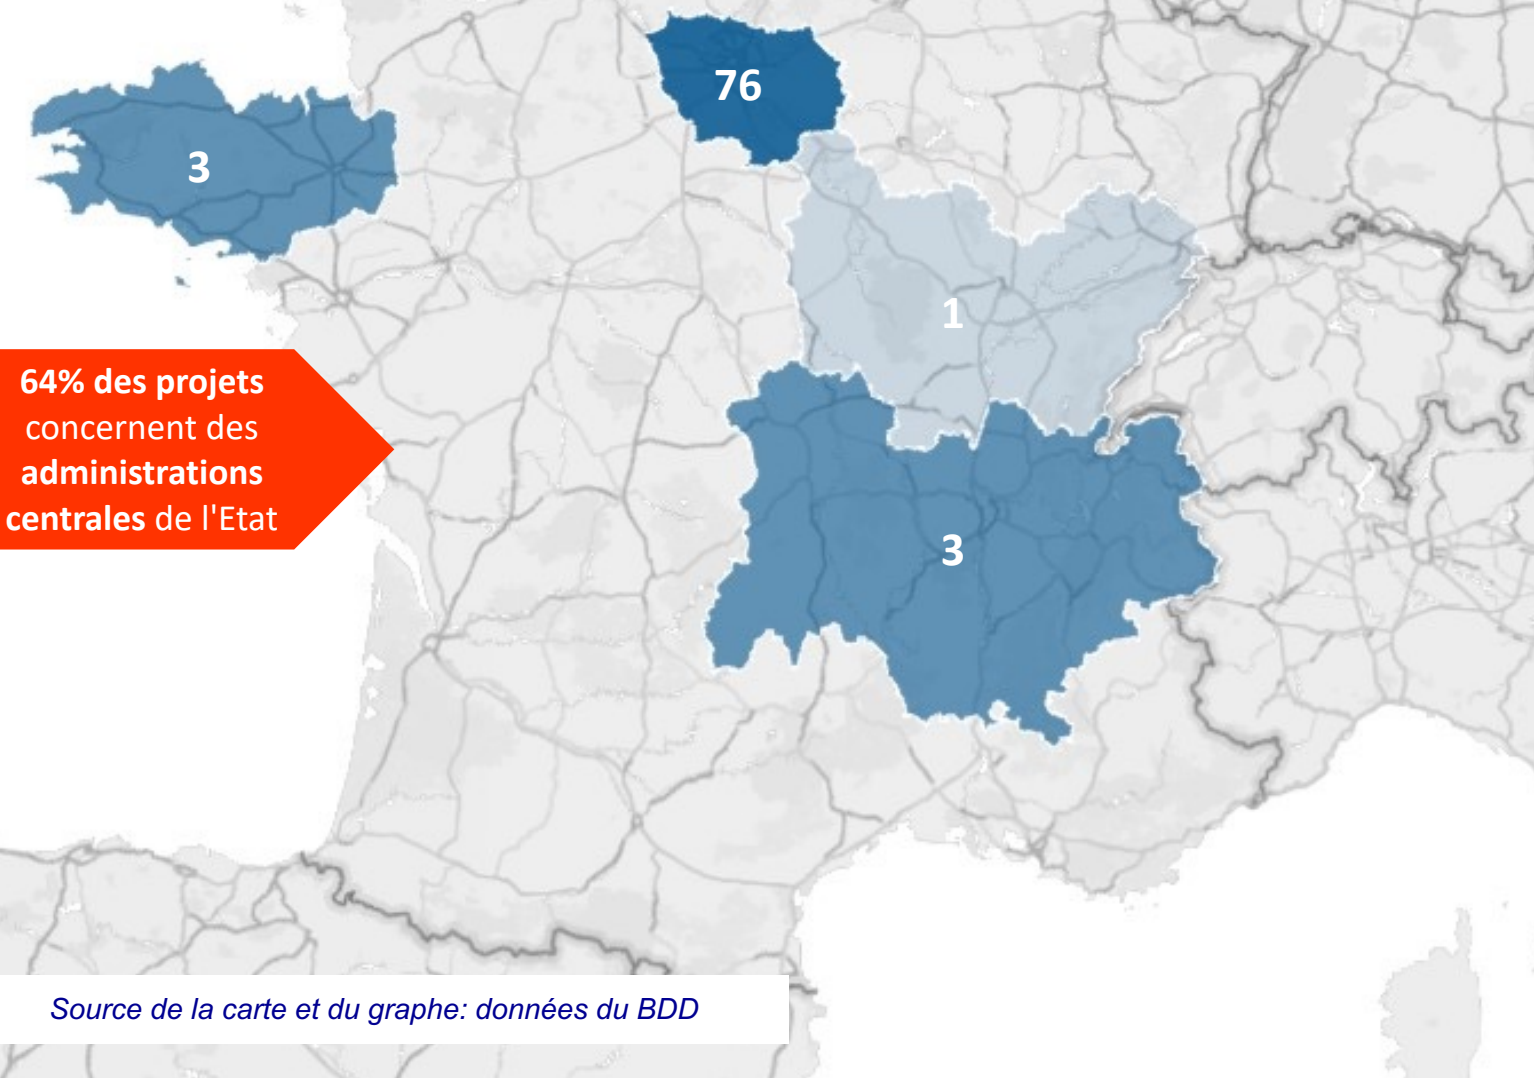 76
3
1
64% des projets
concernent des
administrations
centrales de l'Etat
3
Source de la carte et du graphe: données du BDD